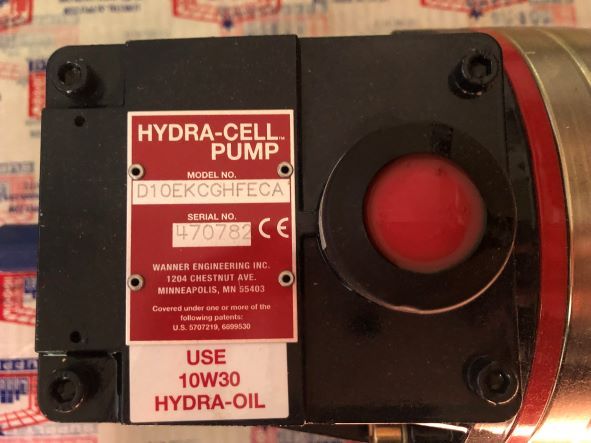 HYDRA-CELL™
PUMP
MODEL NO.
D10EKCGHFECA
SERIAL NO.
470782 CE
WANNER ENGINEERING INC.
1204 CHESTNUT AVE.
MINNEAPOLIS, MN 55403
Covered under one or more of the
following patents:
U.S. 5707219, 6899530
USE
10W30
HYDRA-OIL